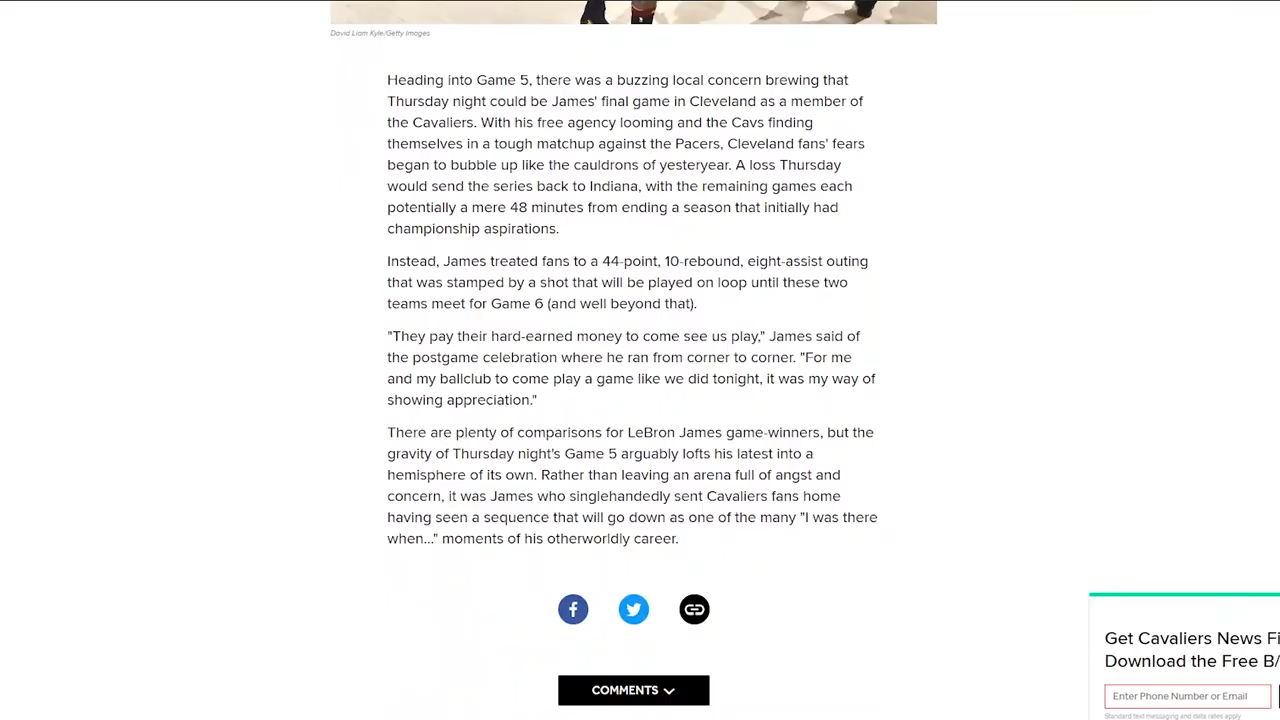 David Liam Kyle/Getty Images
Heading into Game 5, there was a buzzing local concern brewing that
Thursday night could be James' final game in Cleveland as a member of
the Cavaliers. With his free agency looming and the Cavs finding
themselves in a tough matchup against the Pacers, Cleveland fans' fears
began to bubble up like the cauldrons of yesteryear. A loss Thursday
would send the series back to Indiana, with the remaining games each
potentially a mere 48 minutes from ending a season that initially had
championship aspirations.
Instead, James treated fans to a 44-point, 10-rebound, eight-assist outing
that was stamped by a shot that will be played on loop until these two
teams meet for Game 6 (and well beyond that).
"They pay their hard-earned money to come see us play," James said of
the postgame celebration where he ran from corner to corner. "For me
and my ballclub to come play a game like we did tonight, it was my way of
showing appreciation."
There are plenty of comparisons for LeBron James game-winners, but the
gravity of Thursday night's Game 5 arguably lofts his latest into a
hemisphere of its own. Rather than leaving an arena full of angst and
concern, it was James who singlehandedly sent Cavaliers fans home
having seen a sequence that will go down as one of the many "I was there
when..." moments of his otherworldly career.
COMMENTS
Get Cavaliers News Fi
Download the Free B/
Enter Phone Number or Email
Standard text messaging and data rates apply